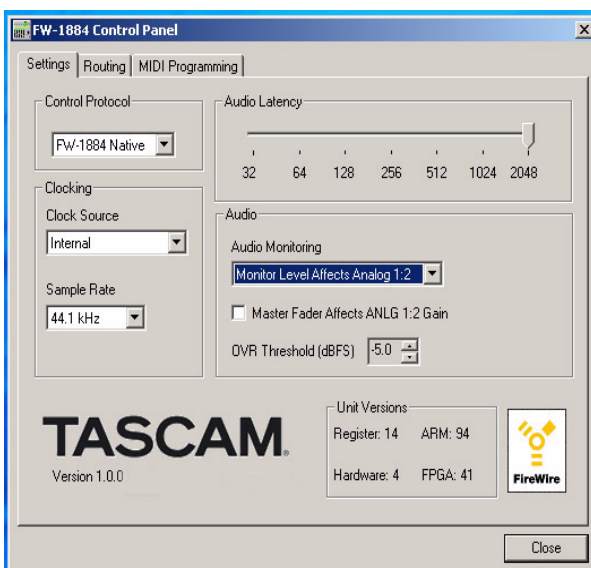 FW-1884 Control Panel
Settings Routing MIDI Programming
Control Protocol
FW-1884 Native
Audio Latency
32 64 128 256 512 1024 2048
Clocking
Clock Source
Internal
Sample Rate
44.1 kHz
Audio
Audio Monitoring
Monitor Level Affects Analog 1:2
Master Fader Affects ANLG 1:2 Gain
OVR Threshold (dBFS) -5.0
TASCAM.
Version 1.0.0
Unit Versions
Register: 14 ARM: 94
Hardware: 4 FPGA: 41
FireWire
Close